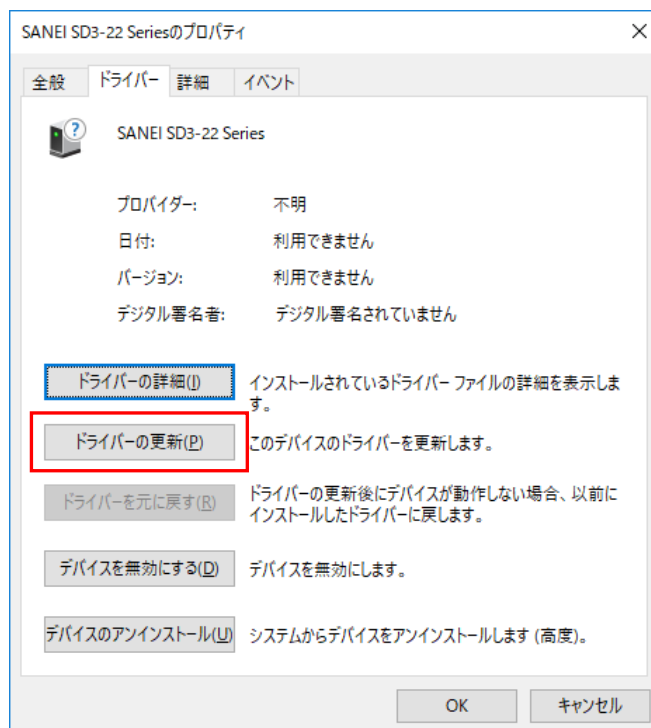 SANEI SD3-22 Seriesのプロパティ
全般 ドライバー 詳細 イベント
SANEI SD3-22 Series
プロバイダー: 不明
日付: 利用できません
バージョン: 利用できません
デジタル署名者: デジタル署名されていません
ドライバーの詳細(I) インストールされているドライバー ファイルの詳細を表示しま
す。
ドライバーの更新(P) このデバイスのドライバーを更新します。
ドライバーを元に戻す(R) ドライバーの更新後にデバイスが動作しない場合、以前に
インストールしたドライバーに戻します。
デバイスを無効にする(D) デバイスを無効にします。
デバイスのアンインストール(U) システムからデバイスをアンインストールします (高度)。
OK キャンセル